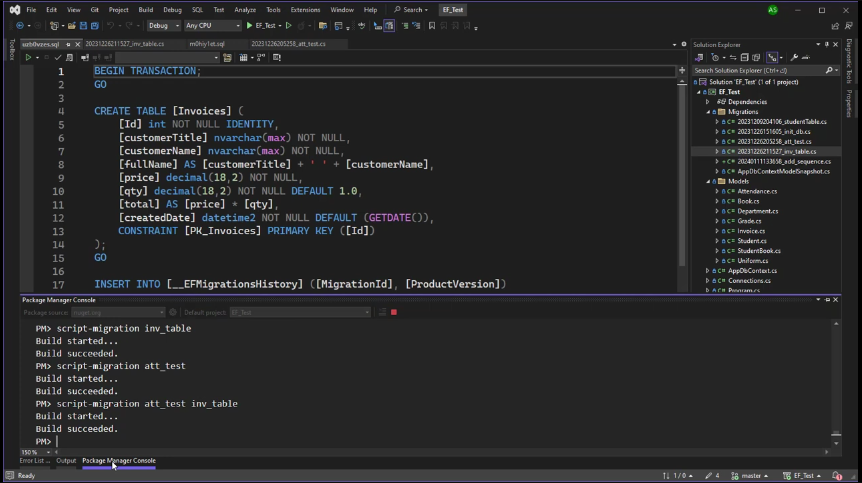 File Edit View Git Project Build Debug SQL Test Analyze Tools Extensions Window Help Search EF_Test AS
Debug Any CPU EF_Test
uzb0wzes.sql 20231226211527_inv_table.cs m0hiy1et.sql 20231226205258_att_test.cs
1 BEGIN TRANSACTION;
2 GO
3
4 CREATE TABLE [Invoices] (
5 [Id] int NOT NULL IDENTITY,
6 [customerTitle] nvarchar(max) NOT NULL,
7 [customerName] nvarchar(max) NOT NULL,
8 [fullName] AS [customerTitle] + ' ' + [customerName],
9 [price] decimal(18,2) NOT NULL,
10 [qty] decimal(18,2) NOT NULL DEFAULT 1.0,
11 [total] AS [price] * [qty],
12 [createdDate] datetime2 NOT NULL DEFAULT (GETDATE()),
13 CONSTRAINT [PK_Invoices] PRIMARY KEY ([Id])
14 );
15 GO
16
17 INSERT INTO [__EFMigrationsHistory] ([MigrationId], [ProductVersion])
Toolbox
Solution Explorer
Search Solution Explorer (Ctrl+;)
Solution 'EF_Test' (1 of 1 project)
EF_Test
Dependencies
Migrations
C# 20231209204106_studentTable.cs
C# 20231226151605_init_db.cs
C# 20231226205258_att_test.cs
C# 20231226211527_inv_table.cs
C# 20240111133658_add_sequence.cs
C# AppDbContextModelSnapshot.cs
Models
C# Attendance.cs
C# Book.cs
C# Department.cs
C# Grade.cs
C# Invoice.cs
C# Student.cs
C# StudentBook.cs
C# Uniform.cs
C# AppDbContext.cs
C# Connections.cs
C# Program.cs
Diagnostic Tools
Properties
Package Manager Console
Package source: nuget.org Default project: EF_Test
PM> script-migration inv_table
Build started...
Build succeeded.
PM> script-migration att_test
Build started...
Build succeeded.
PM> script-migration att_test inv_table
Build started...
Build succeeded.
PM>
150 %
Error List ... Output Package Manager Console
Ready 1 / 0 4 master EF_Test